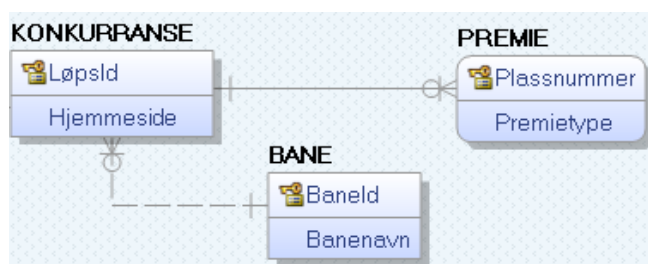 KONKURRANSE
LøpsId
Hjemmeside
PREMIE
Plassnummer
Premietype
BANE
BaneId
Banenavn